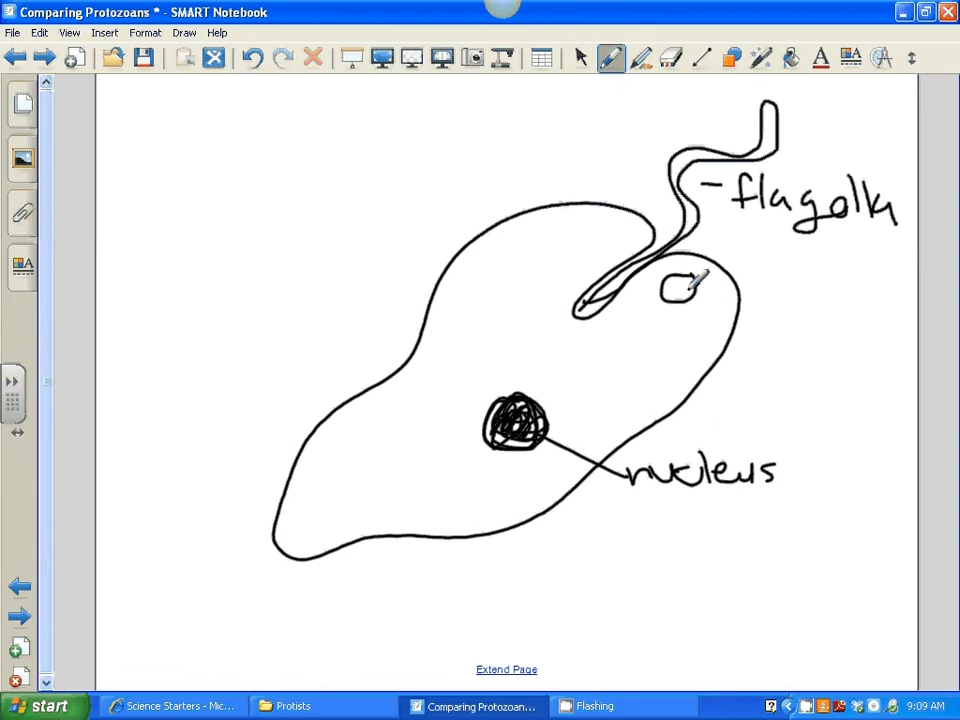 Comparing Protozoans * - SMART Notebook
File Edit View Insert Format Draw Help
- flagella
nucleus
Extend Page
start Science Starters - Mic... Protists Comparing Protozoan... Flashing ? 9:09 AM